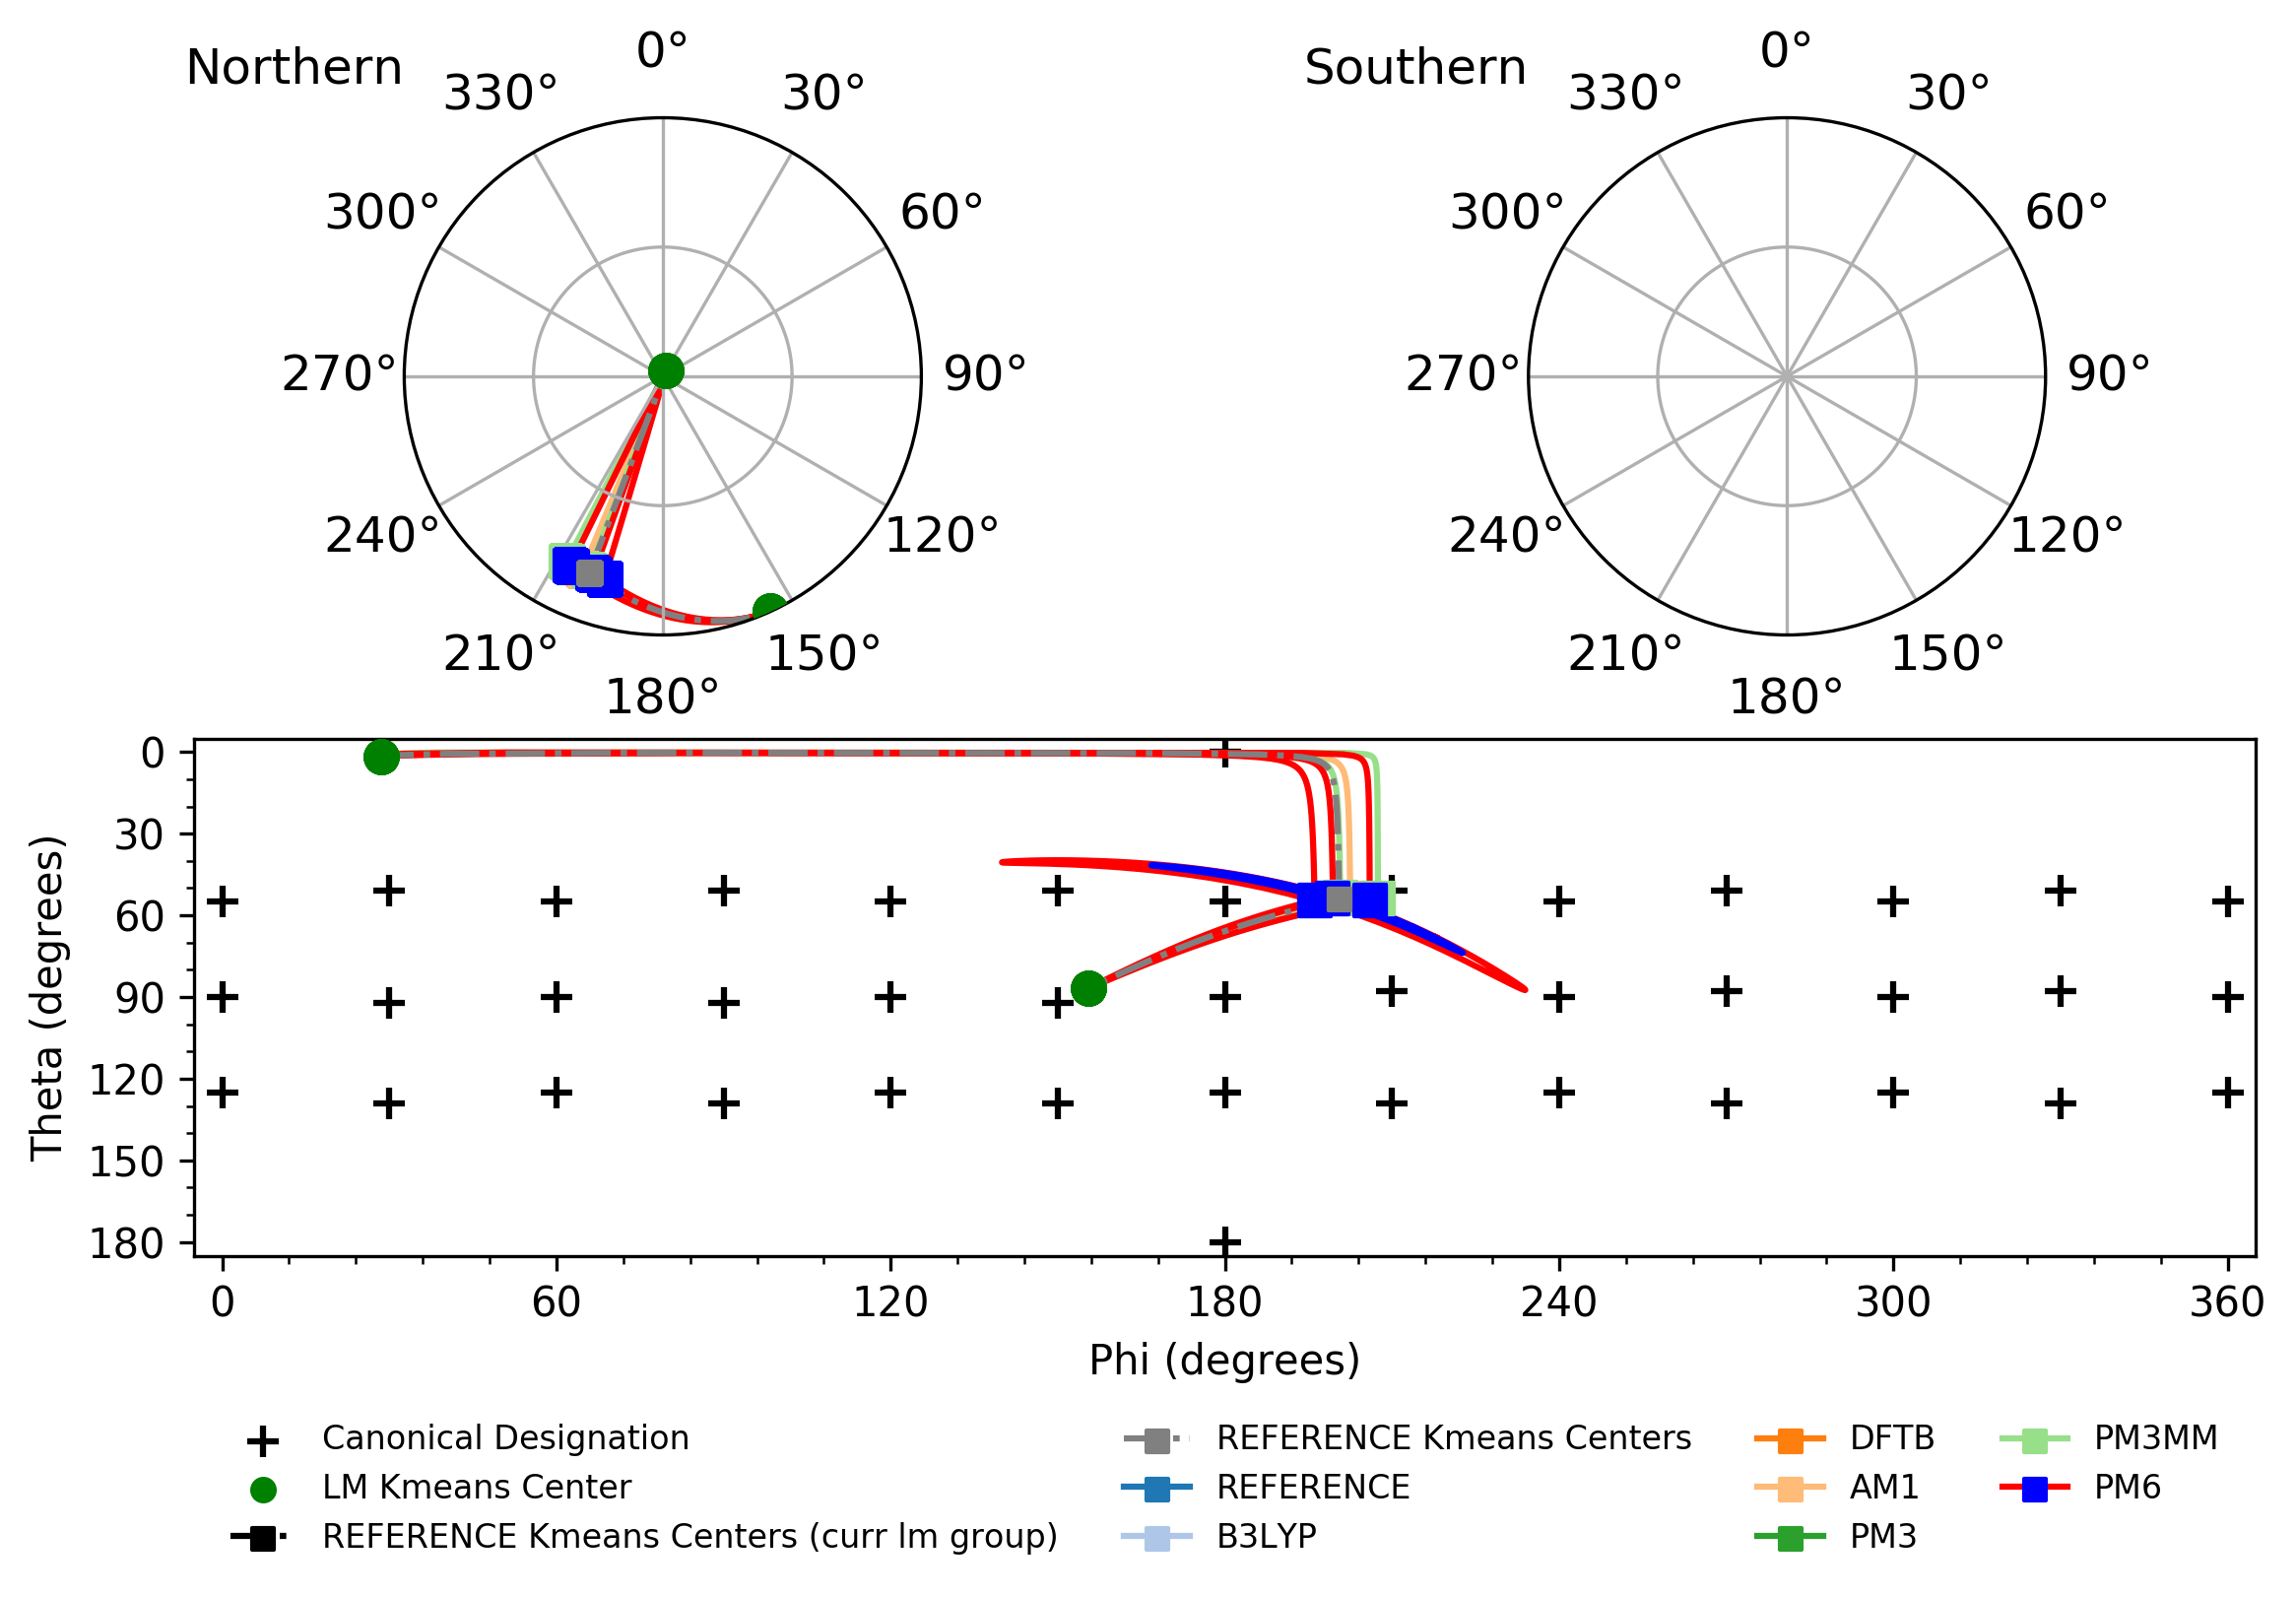 Northern
0°
30°
60°
90°
120°
150°
180°
210°
240°
270°
300°
330°
Southern
0°
30°
60°
90°
120°
150°
180°
210°
240°
270°
300°
330°
Theta (degrees)
0
30
60
90
120
150
180
0 60 120 180 240 300 360
Phi (degrees)
Canonical Designation
LM Kmeans Center
REFERENCE Kmeans Centers (curr lm group)
REFERENCE Kmeans Centers
REFERENCE
B3LYP
DFTB
AM1
PM3
PM3MM
PM6